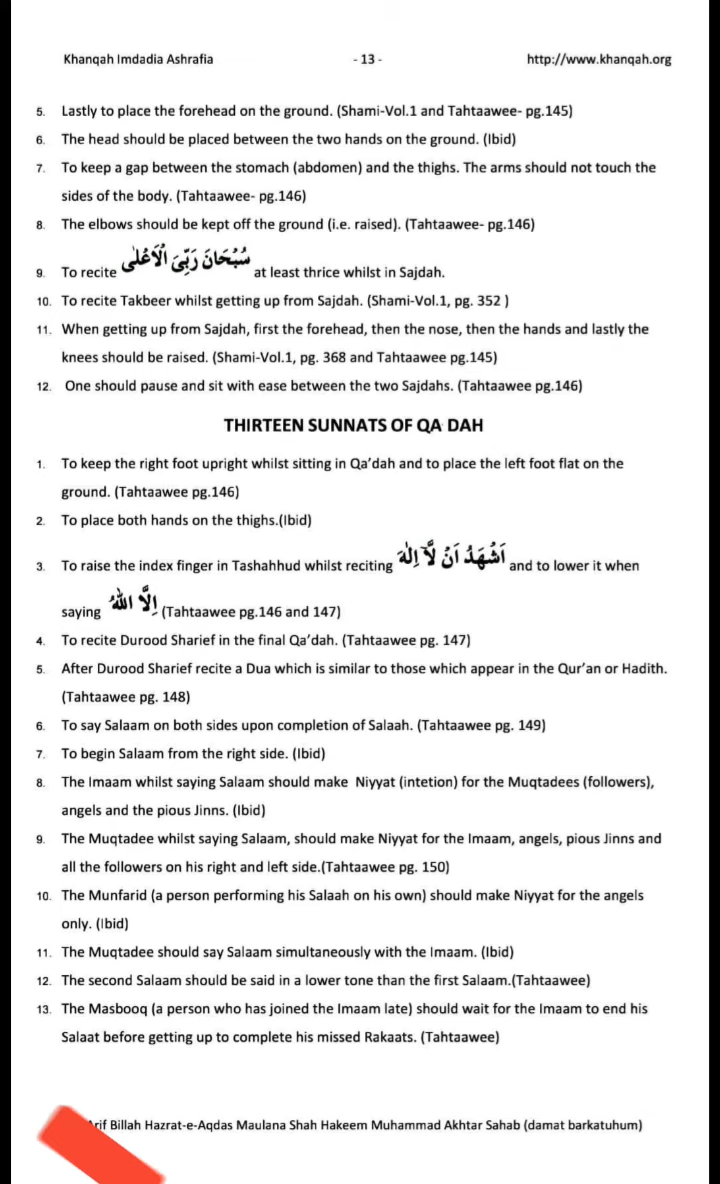 Khanqah Imdadia Ashrafia - 13 - http://www.khanqah.org
5. Lastly to place the forehead on the ground. (Shami-Vol.1 and Tahtaawee- pg.145)
6. The head should be placed between the two hands on the ground. (Ibid)
7. To keep a gap between the stomach (abdomen) and the thighs. The arms should not touch the
sides of the body. (Tahtaawee- pg.146)
8. The elbows should be kept off the ground (i.e. raised). (Tahtaawee- pg.146)
9. To recite سُبْحَانَ رَبِّيَ الْاَعْلٰى at least thrice whilst in Sajdah.
10. To recite Takbeer whilst getting up from Sajdah. (Shami-Vol.1, pg. 352 )
11. When getting up from Sajdah, first the forehead, then the nose, then the hands and lastly the
knees should be raised. (Shami-Vol.1, pg. 368 and Tahtaawee pg.145)
12. One should pause and sit with ease between the two Sajdahs. (Tahtaawee pg.146)
THIRTEEN SUNNATS OF QA DAH
1. To keep the right foot upright whilst sitting in Qa’dah and to place the left foot flat on the
ground. (Tahtaawee pg.146)
2. To place both hands on the thighs.(Ibid)
3. To raise the index finger in Tashahhud whilst reciting اَشْهَدُ اَنْ لَّآ اِلٰهَ and to lower it when
saying اِلَّا اللّٰهُ (Tahtaawee pg.146 and 147)
4. To recite Durood Sharief in the final Qa’dah. (Tahtaawee pg. 147)
5. After Durood Sharief recite a Dua which is similar to those which appear in the Qur’an or Hadith.
(Tahtaawee pg. 148)
6. To say Salaam on both sides upon completion of Salaah. (Tahtaawee pg. 149)
7. To begin Salaam from the right side. (Ibid)
8. The Imaam whilst saying Salaam should make Niyyat (intetion) for the Muqtadees (followers),
angels and the pious Jinns. (Ibid)
9. The Muqtadee whilst saying Salaam, should make Niyyat for the Imaam, angels, pious Jinns and
all the followers on his right and left side.(Tahtaawee pg. 150)
10. The Munfarid (a person performing his Salaah on his own) should make Niyyat for the angels
only. (Ibid)
11. The Muqtadee should say Salaam simultaneously with the Imaam. (Ibid)
12. The second Salaam should be said in a lower tone than the first Salaam.(Tahtaawee)
13. The Masbooq (a person who has joined the Imaam late) should wait for the Imaam to end his
Salaat before getting up to complete his missed Rakaats. (Tahtaawee)
Billah Hazrat-e-Aqdas Maulana Shah Hakeem Muhammad Akhtar Sahab (damat barkatuhum)